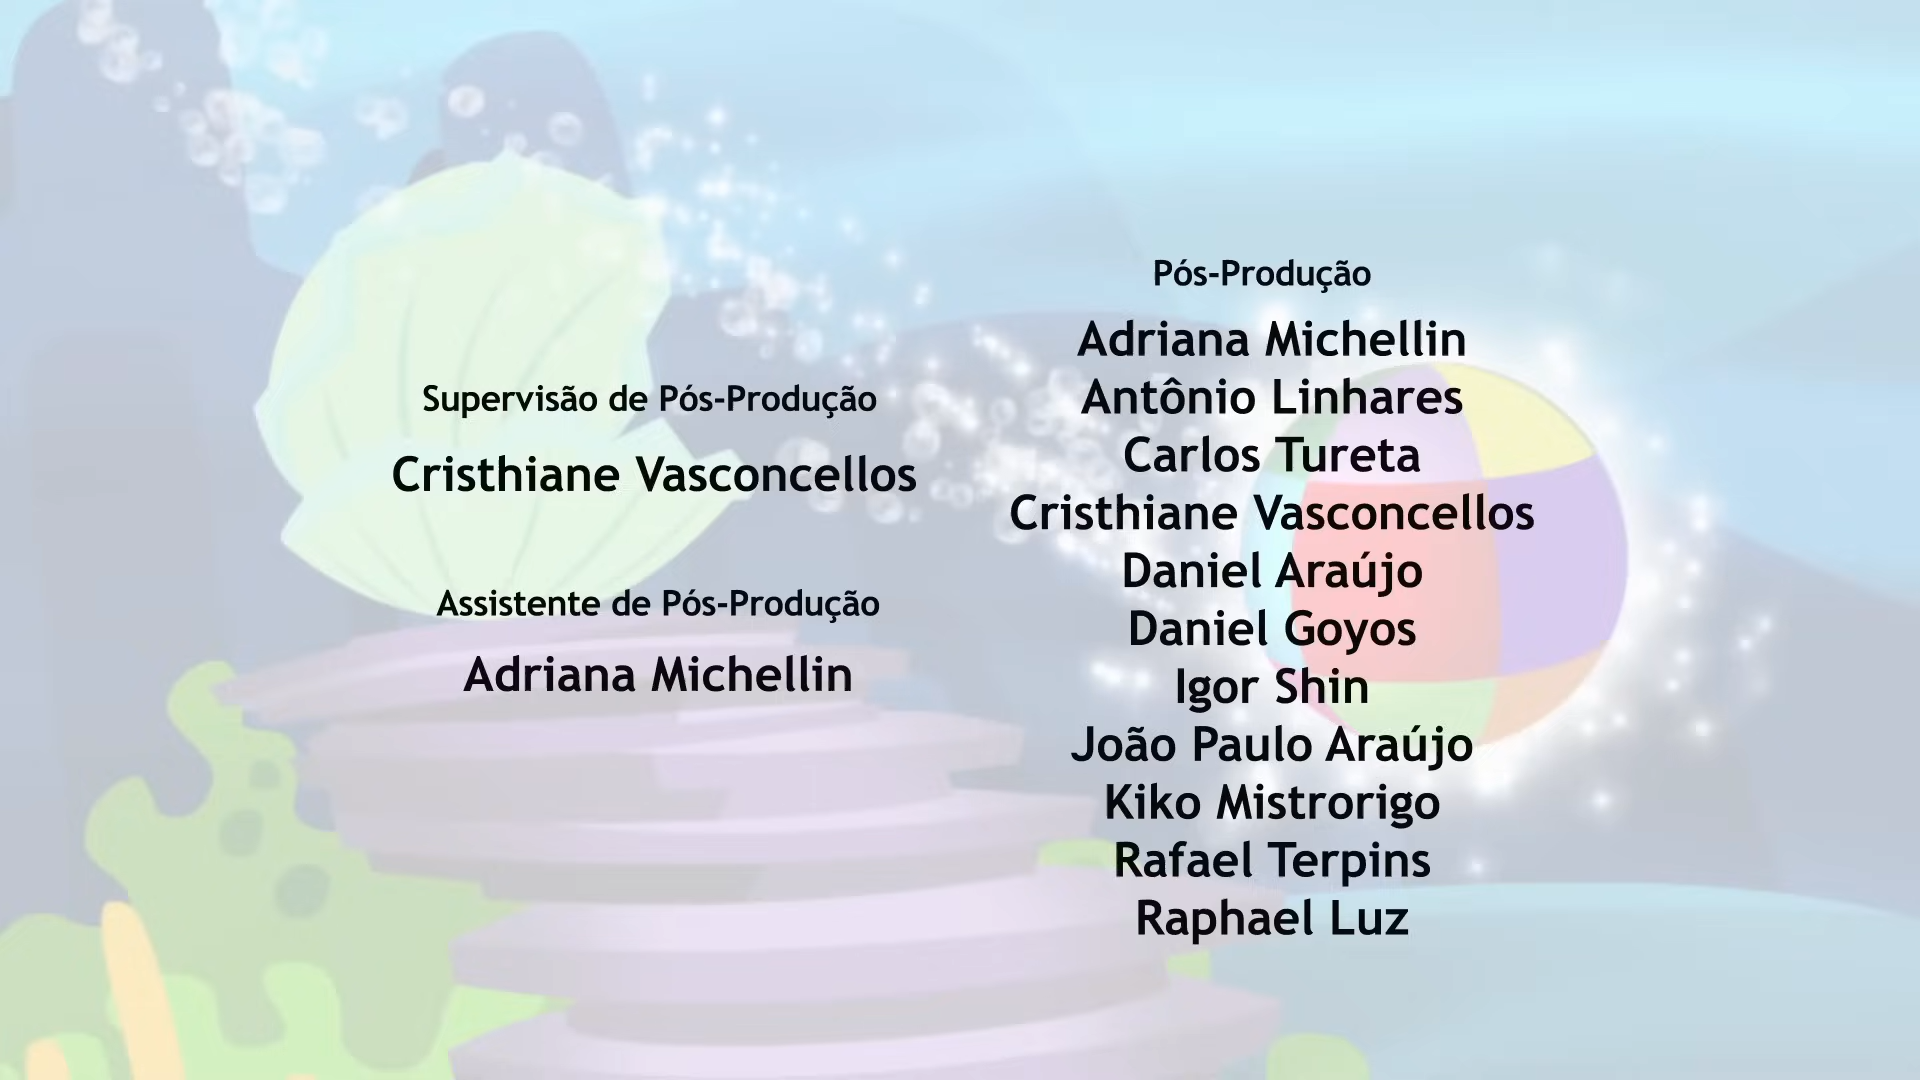 Supervisão de Pós-Produção
Cristhiane Vasconcellos
Assistente de Pós-Produção
Adriana Michellin
Pós-Produção
Adriana Michellin
Antônio Linhares
Carlos Tureta
Cristhiane Vasconcellos
Daniel Araújo
Daniel Goyos
Igor Shin
João Paulo Araújo
Kiko Mistrorigo
Rafael Terpins
Raphael Luz